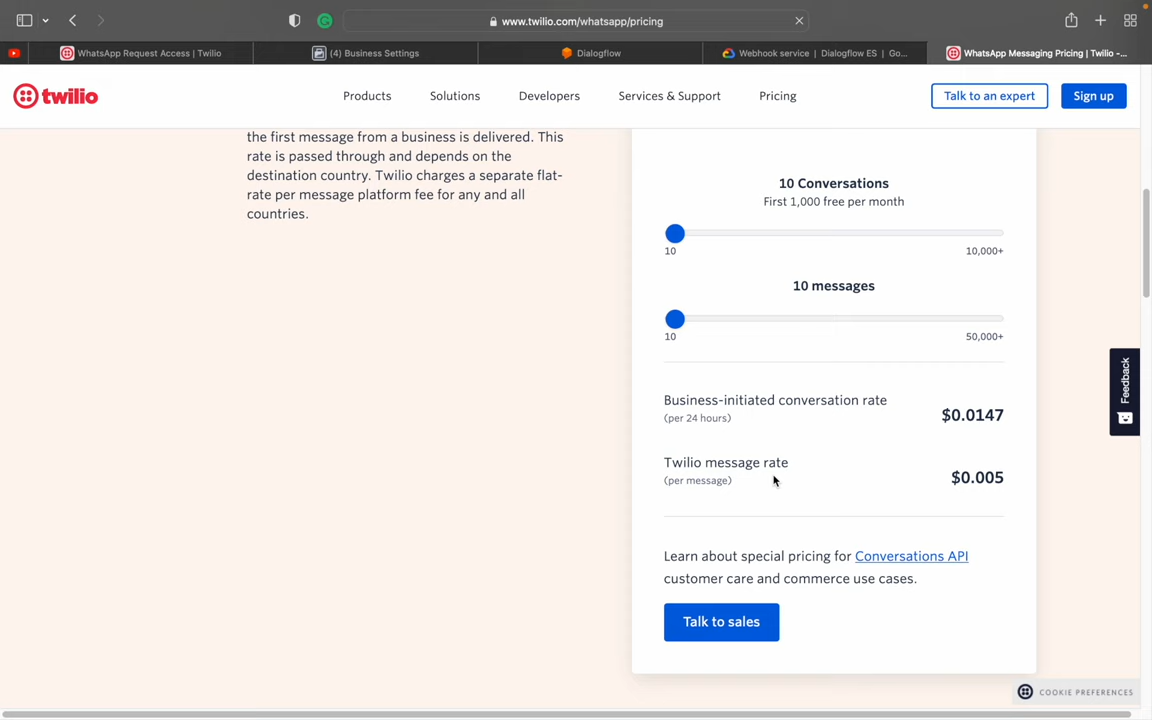 www.twilio.com/whatsapp/pricing
WhatsApp Request Access | Twilio
(4) Business Settings
Dialogflow
Webhook service | Dialogflow ES | Go...
WhatsApp Messaging Pricing | Twilio -...
twilio
Products
Solutions
Developers
Services & Support
Pricing
Talk to an expert
Sign up
the first message from a business is delivered. This
rate is passed through and depends on the
destination country. Twilio charges a separate flat-
rate per message platform fee for any and all
countries.
10 Conversations
First 1,000 free per month
10
10,000+
10 messages
10
50,000+
Business-initiated conversation rate
(per 24 hours)
$0.0147
Twilio message rate
(per message)
$0.005
Learn about special pricing for Conversations API
customer care and commerce use cases.
Talk to sales
Feedback
COOKIE PREFERENCES